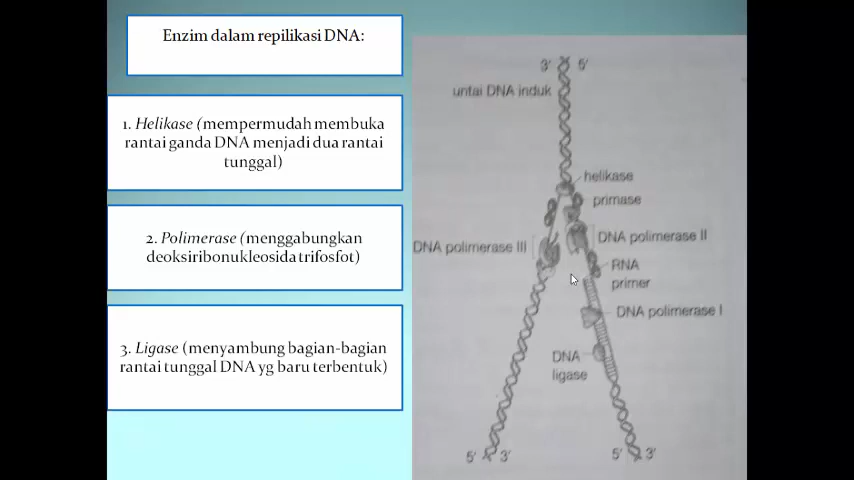 Enzim dalam repilikasi DNA:
1. Helikase (mempermudah membuka
rantai ganda DNA menjadi dua rantai
tunggal)
2. Polimerase (menggabungkan
deoksiribonukleosida trifosfot)
3. Ligase (menyambung bagian-bagian
rantai tunggal DNA yg baru terbentuk)
3' 5'
untai DNA induk
helikase
primase
DNA polimerase II
DNA polimerase III
RNA
primer
DNA polimerase I
DNA
ligase
5' 3'
5' 3'